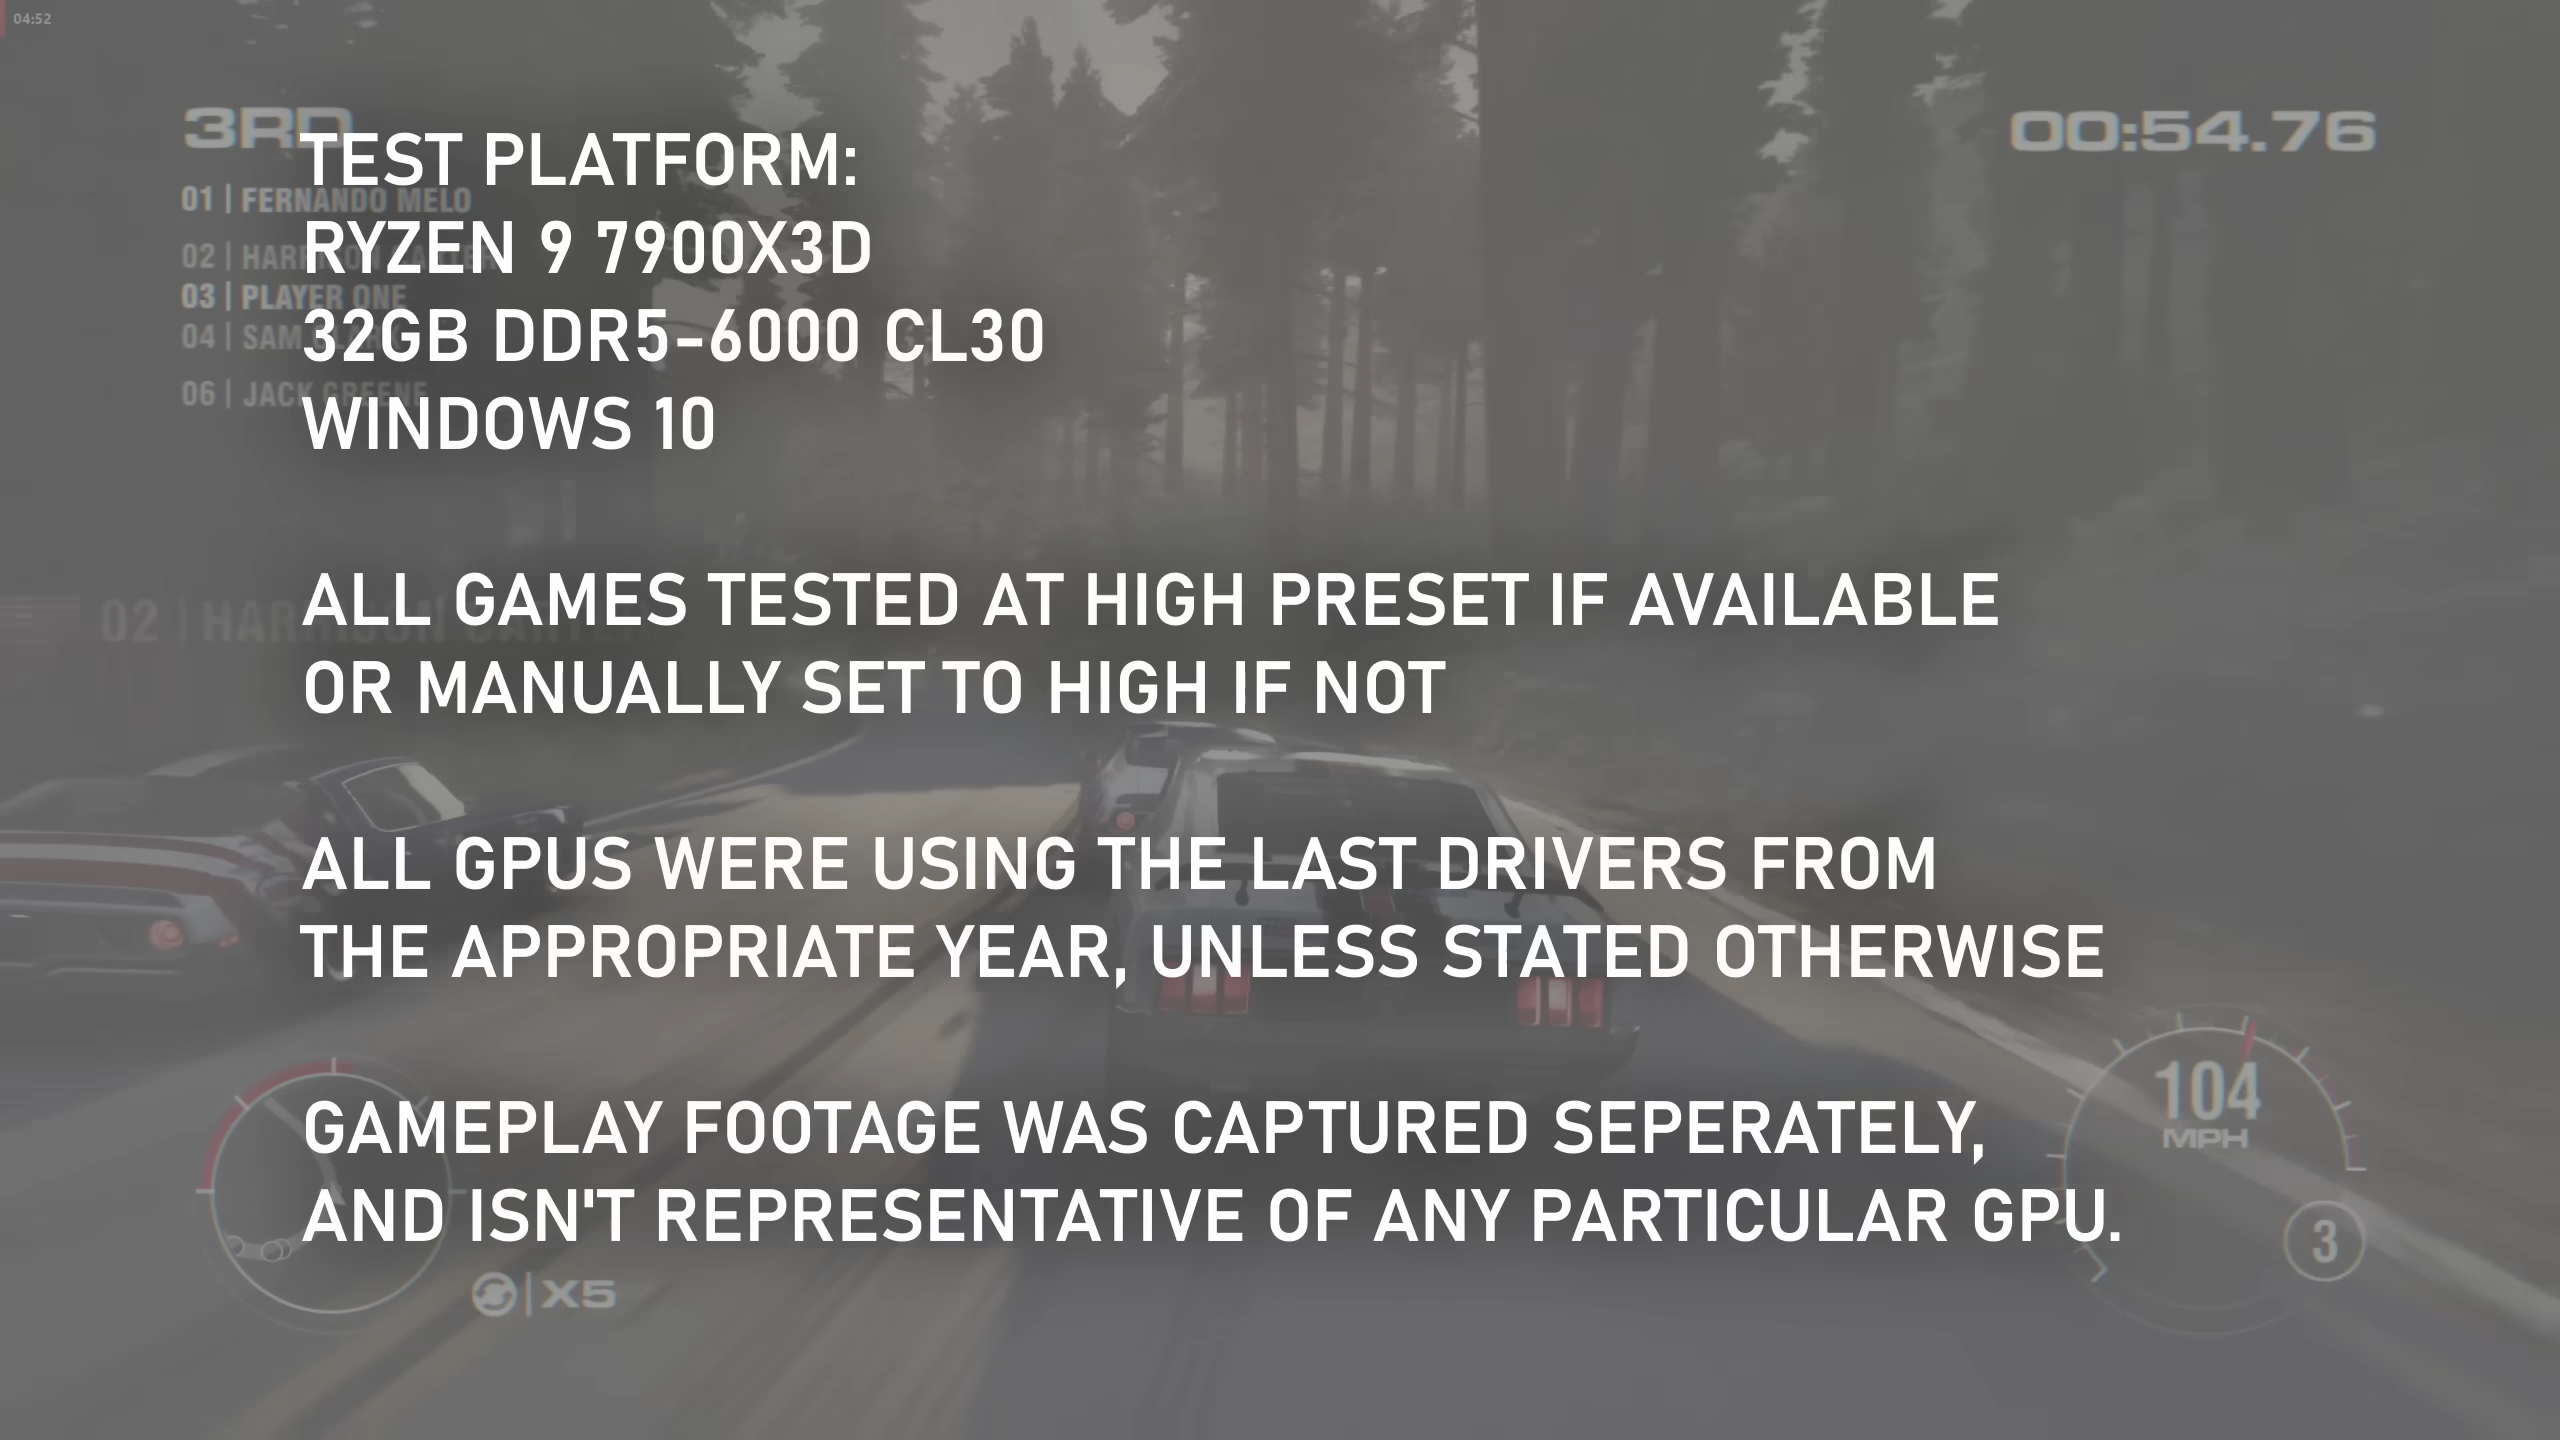 04:52
3RD
00:54.76
TEST PLATFORM:
01 | FERNANDO MELO
RYZEN 9 7900X3D
02 |
03 | PLAYER ONE
32GB DDR5-6000 CL30
04 | SAM
06 | JACK GREENE
WINDOWS 10
ALL GAMES TESTED AT HIGH PRESET IF AVAILABLE
02 |
OR MANUALLY SET TO HIGH IF NOT
ALL GPUS WERE USING THE LAST DRIVERS FROM
THE APPROPRIATE YEAR, UNLESS STATED OTHERWISE
GAMEPLAY FOOTAGE WAS CAPTURED SEPERATELY,
104
MPH
AND ISN'T REPRESENTATIVE OF ANY PARTICULAR GPU.
3
| X5